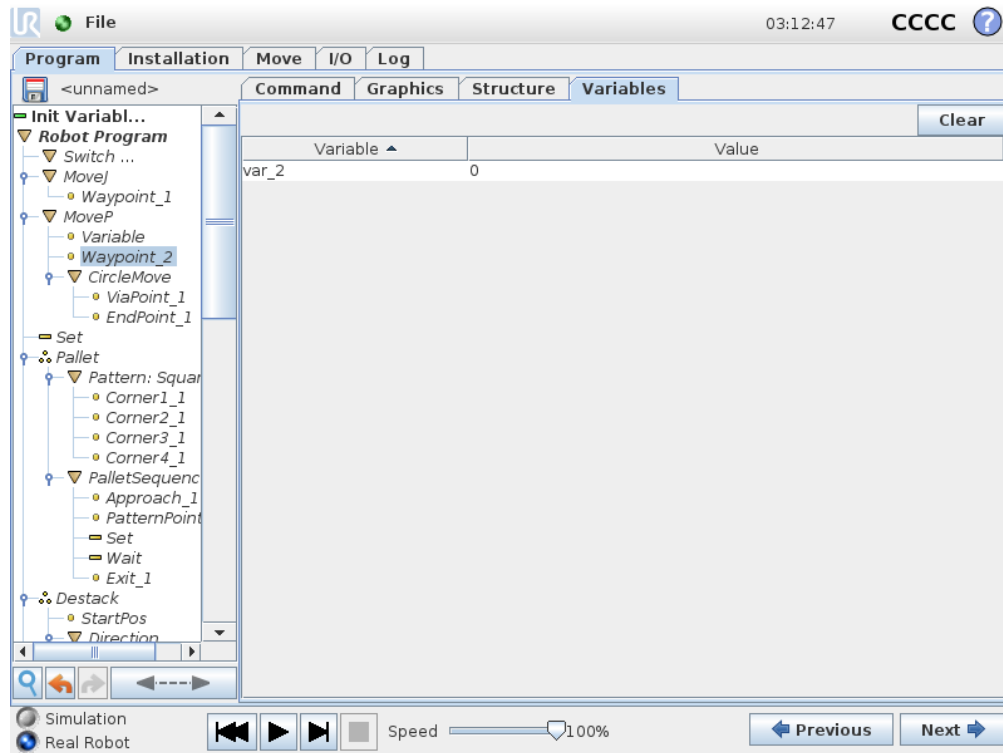 UR File 03:12:47 CCCC ?
Program Installation Move I/O Log
<unnamed> Command Graphics Structure Variables
Init Variabl... Clear
Robot Program
Variable Value
Switch ...
var_2 0
MoveJ
Waypoint_1
MoveP
Variable
Waypoint_2
CircleMove
ViaPoint_1
EndPoint_1
Set
Pallet
Pattern: Squar
Corner1_1
Corner2_1
Corner3_1
Corner4_1
PalletSequenc
Approach_1
PatternPoint
Set
Wait
Exit_1
Destack
StartPos
Direction
Simulation
Real Robot
Speed 100% Previous Next